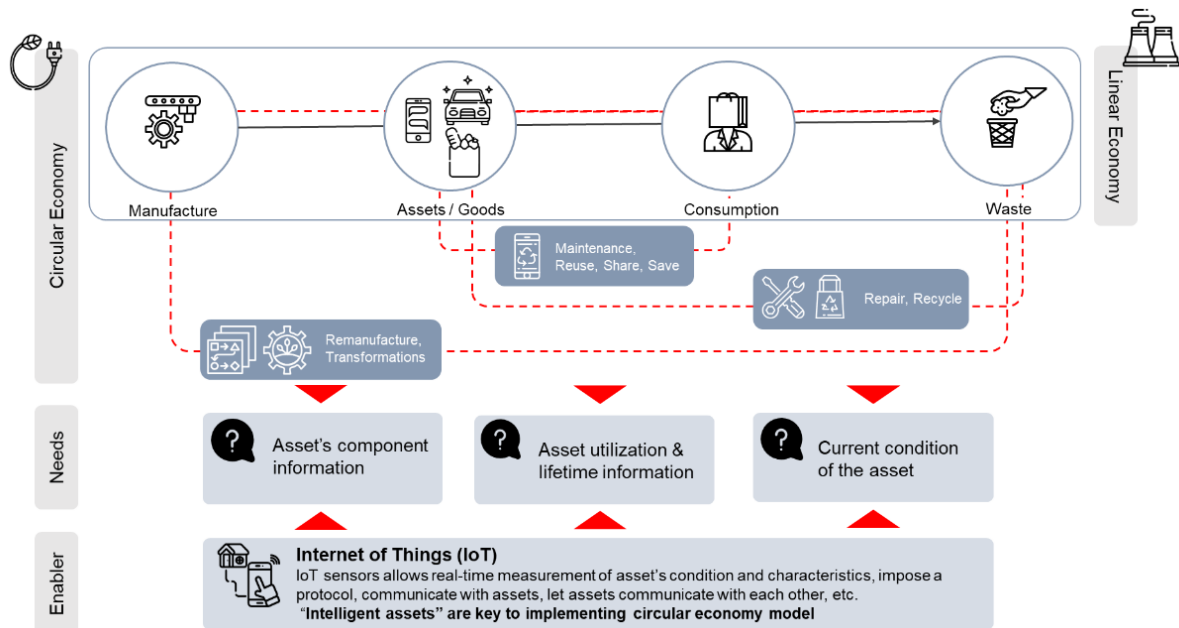 Circular Economy
Linear Economy
Manufacture
Assets / Goods
Consumption
Waste
Maintenance,
Reuse, Share, Save
Repair, Recycle
Remanufacture,
Transformations
Needs
Asset's component
information
Asset utilization &
lifetime information
Current condition
of the asset
Enabler
Internet of Things (IoT)
IoT sensors allows real-time measurement of asset's condition and characteristics, impose a
protocol, communicate with assets, let assets communicate with each other, etc.
"Intelligent assets" are key to implementing circular economy model